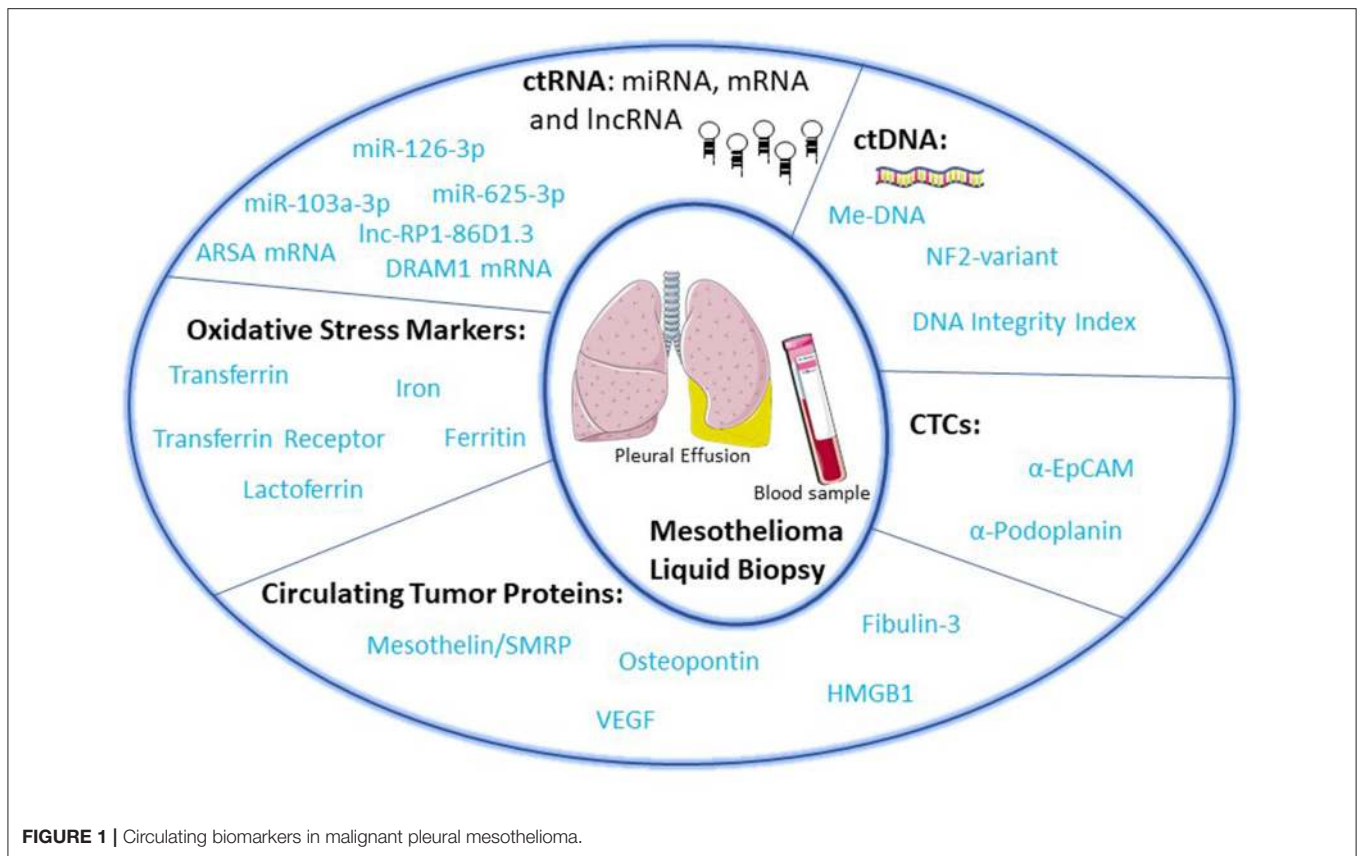 ctRNA: miRNA, mRNA
and lncRNA
miR-126-3p
miR-103a-3p
miR-625-3p
lnc-RP1-86D1.3
ARSA mRNA
DRAM1 mRNA
ctDNA:
Me-DNA
NF2-variant
DNA Integrity Index
Oxidative Stress Markers:
Transferrin
Iron
Transferrin Receptor
Ferritin
Lactoferrin
CTCs:
α-EpCAM
α-Podoplanin
Pleural Effusion
Blood sample
Mesothelioma
Liquid Biopsy
Circulating Tumor Proteins:
Mesothelin/SMRP
Osteopontin
Fibulin-3
HMGB1
VEGF
FIGURE 1 | Circulating biomarkers in malignant pleural mesothelioma.